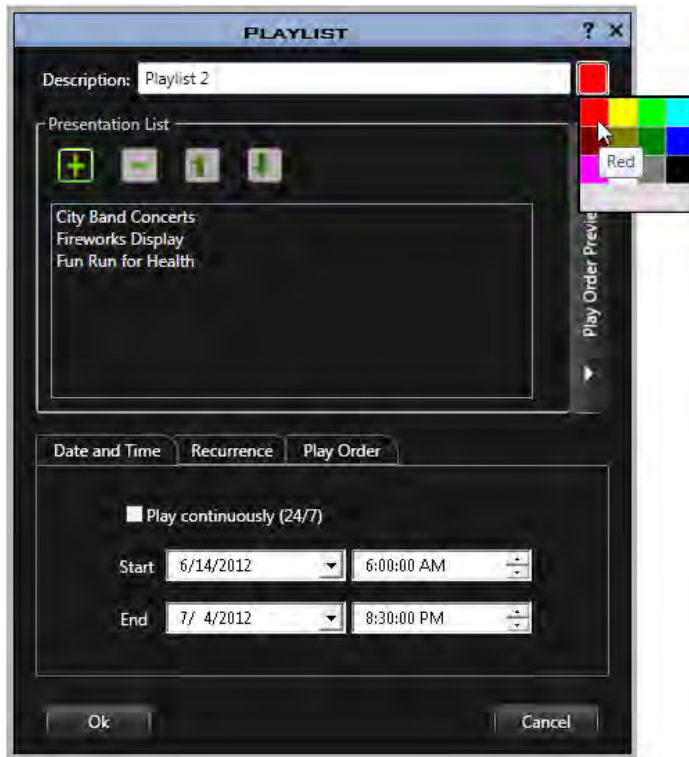 PLAYLIST
? ×
Description: Playlist 2
Presentation List
Red
City Band Concerts
Fireworks Display
Fun Run for Health
Play Order Previe
Date and Time Recurrence Play Order
Play continuously (24/7)
Start 6/14/2012 6:00:00 AM
End 7/ 4/2012 8:30:00 PM
Ok Cancel